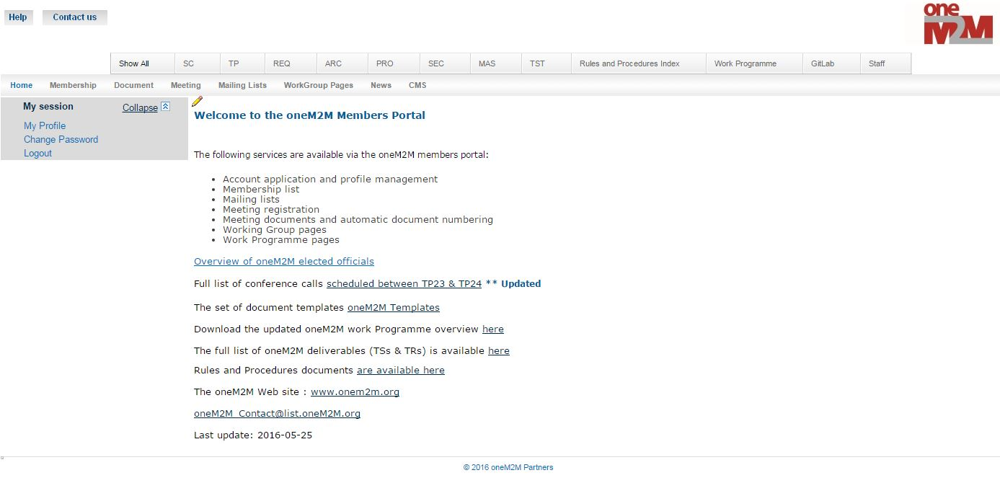 Help Contact us
one
M2M
Show All SC TP REQ ARC PRO SEC MAS TST Rules and Procedures Index Work Programme GitLab Staff
Home Membership Document Meeting Mailing Lists WorkGroup Pages News CMS
My session Collapse
My Profile
Change Password
Logout
Welcome to the oneM2M Members Portal
The following services are available via the oneM2M members portal:
• Account application and profile management
• Membership list
• Mailing lists
• Meeting registration
• Meeting documents and automatic document numbering
• Working Group pages
• Work Programme pages
Overview of oneM2M elected officials
Full list of conference calls scheduled between TP23 & TP24 ** Updated
The set of document templates oneM2M Templates
Download the updated oneM2M work Programme overview here
The full list of oneM2M deliverables (TSs & TRs) is available here
Rules and Procedures documents are available here
The oneM2M Web site : www.onem2m.org
oneM2M_Contact@list.oneM2M.org
Last update: 2016-05-25
© 2016 oneM2M Partners